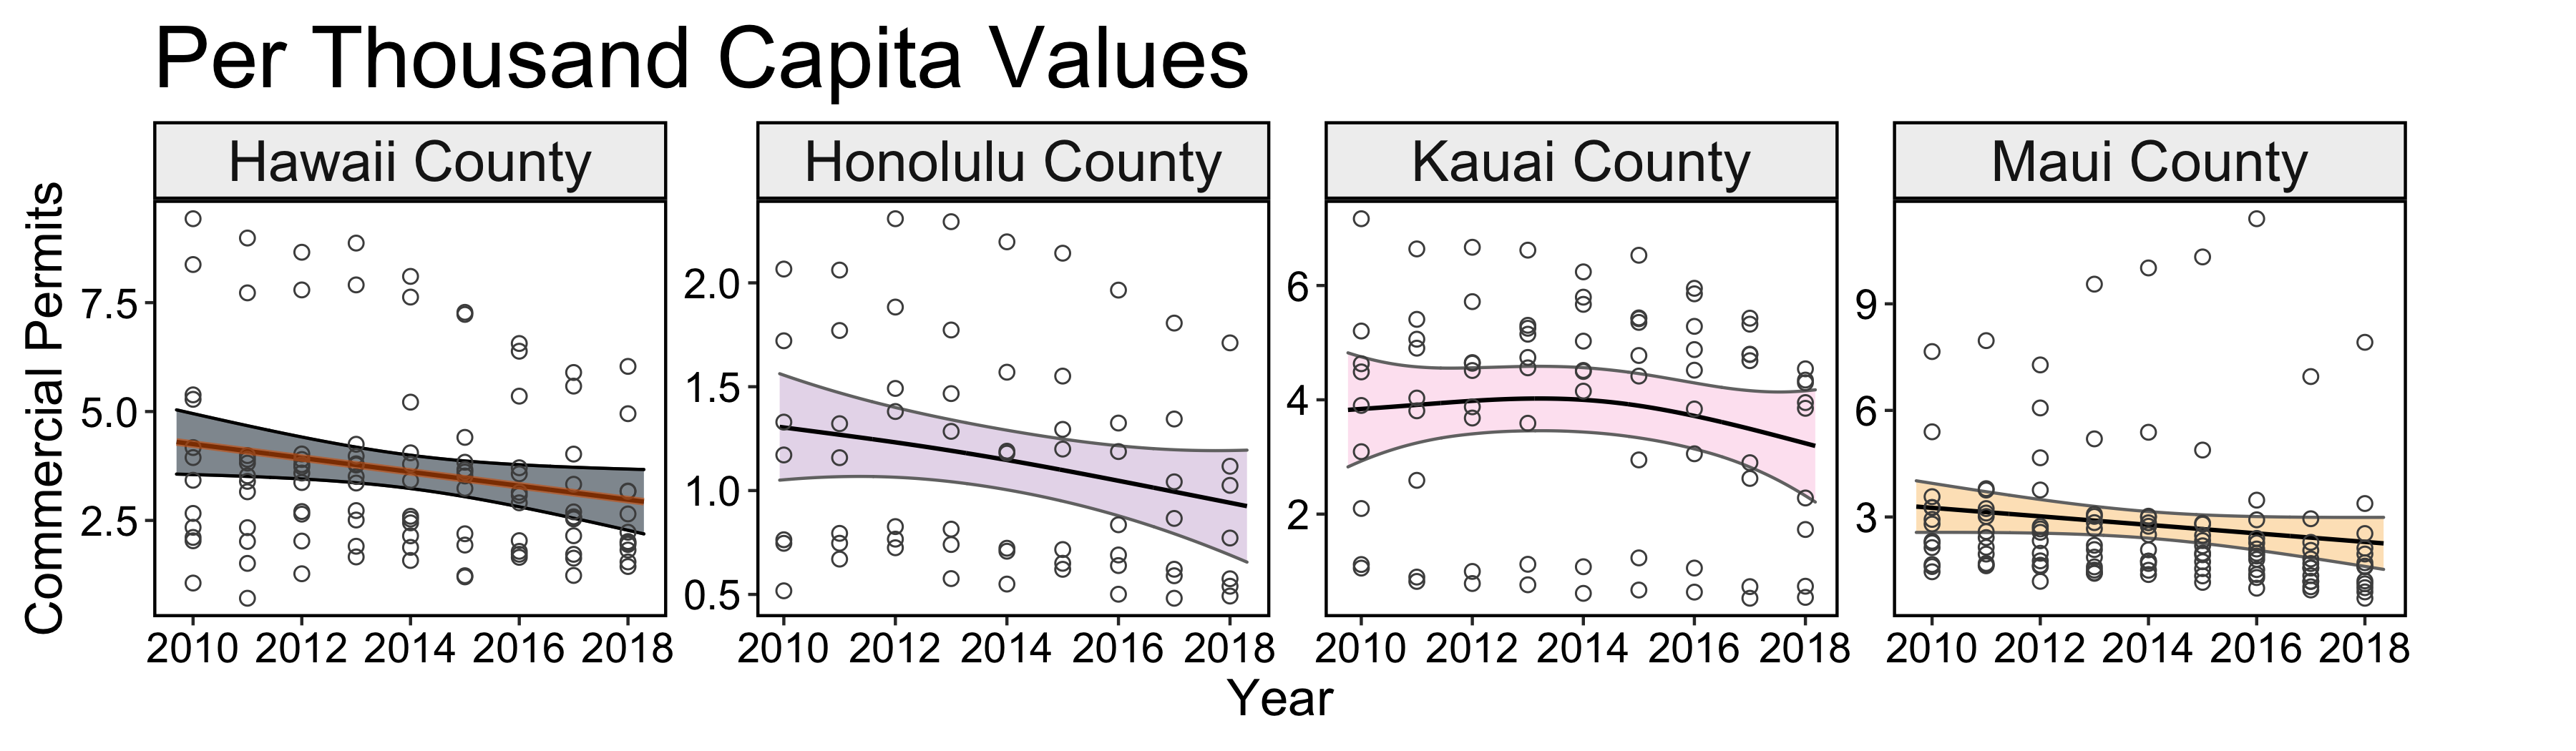 Per Thousand Capita Values
Hawaii County Honolulu County Kauai County Maui County
Commercial Permits
7.5
5.0
2.5
2.0
1.5
1.0
0.5
6
4
2
9
6
3
2010 2012 2014 2016 2018 2010 2012 2014 2016 2018 2010 2012 2014 2016 2018 2010 2012 2014 2016 2018
Year